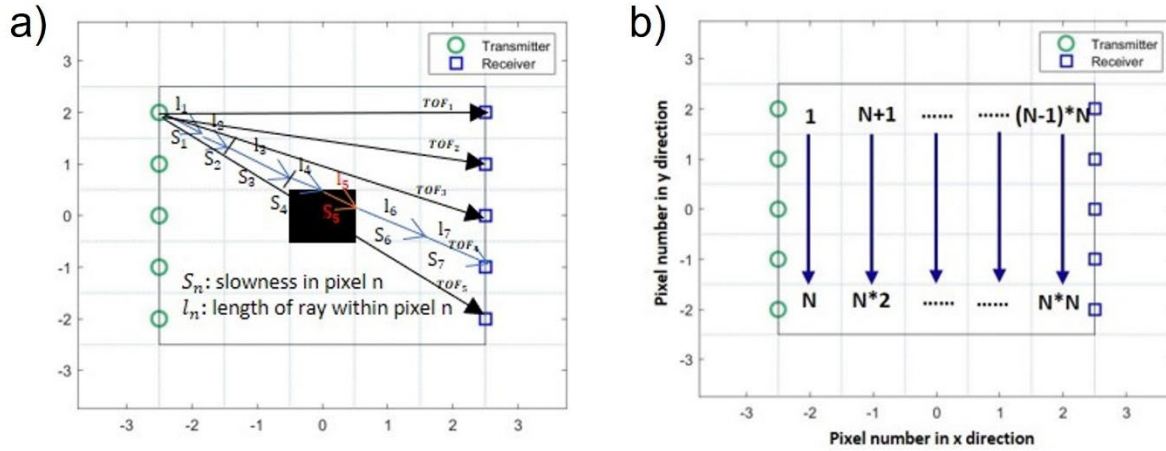 a)
Transmitter
Receiver
3
2
1
0
-1
-2
-3
-3
-2
-1
0
1
2
3
l₁
l₂
l₃
l₄
l₅
l₆
l₇
S₁
S₂
S₃
S₄
S₅
S₆
S₇
TOF₁
TOF₂
TOF₃
TOF₄
TOF₅
Sₙ: slowness in pixel n
lₙ: length of ray within pixel n
b)
Transmitter
Receiver
Pixel number in y direction
3
2
1
0
-1
-2
-3
1 N+1 ...... ...... (N-1)*N
N N*2 ...... ...... N*N
-3
-2
-1
0
1
2
3
Pixel number in x direction